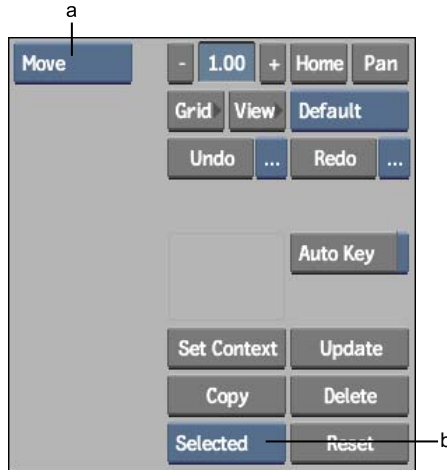 a
Move - 1.00 + Home Pan
Grid View Default
Undo ... Redo ...
Auto Key
Set Context Update
Copy Delete
Selected Reset b